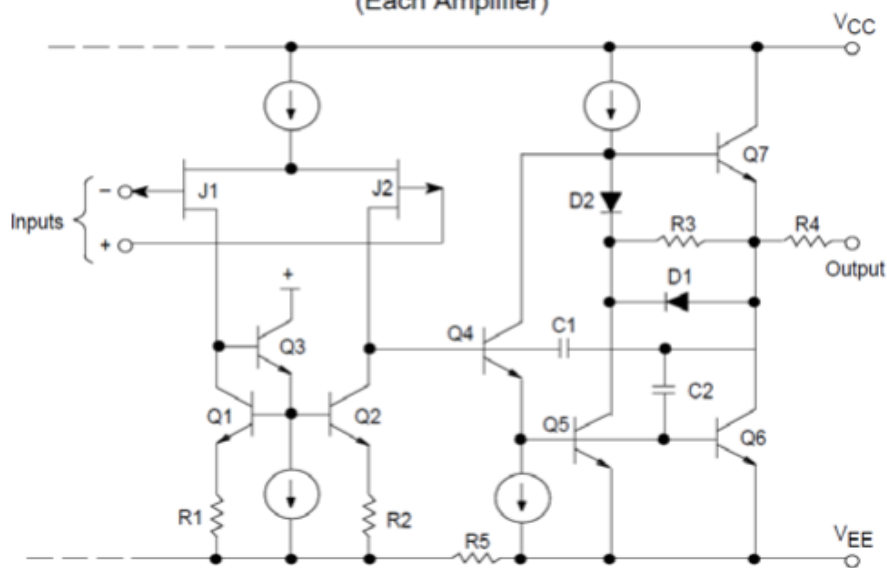 (Each Amplifier)
VCC
Q7
J1
J2
D2
R3
R4
Inputs
−
+
Output
D1
+
Q3
Q4
C1
C2
Q1
Q2
Q5
Q6
R1
R2
R5
VEE